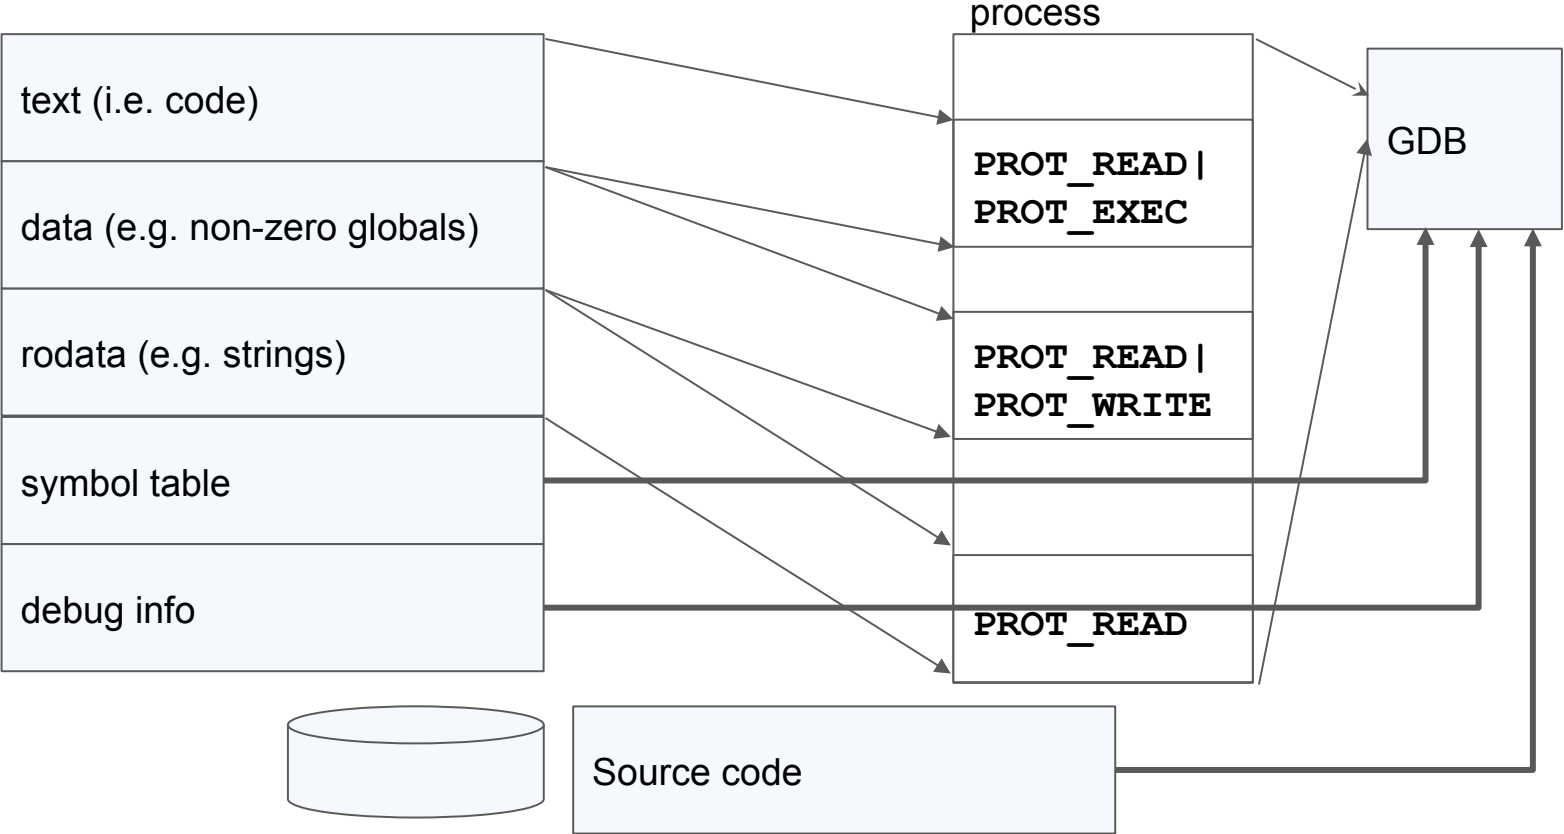 process
text (i.e. code)
GDB
PROT_READ|
PROT_EXEC
data (e.g. non-zero globals)
rodata (e.g. strings)
PROT_READ|
PROT_WRITE
symbol table
debug info
PROT_READ
Source code